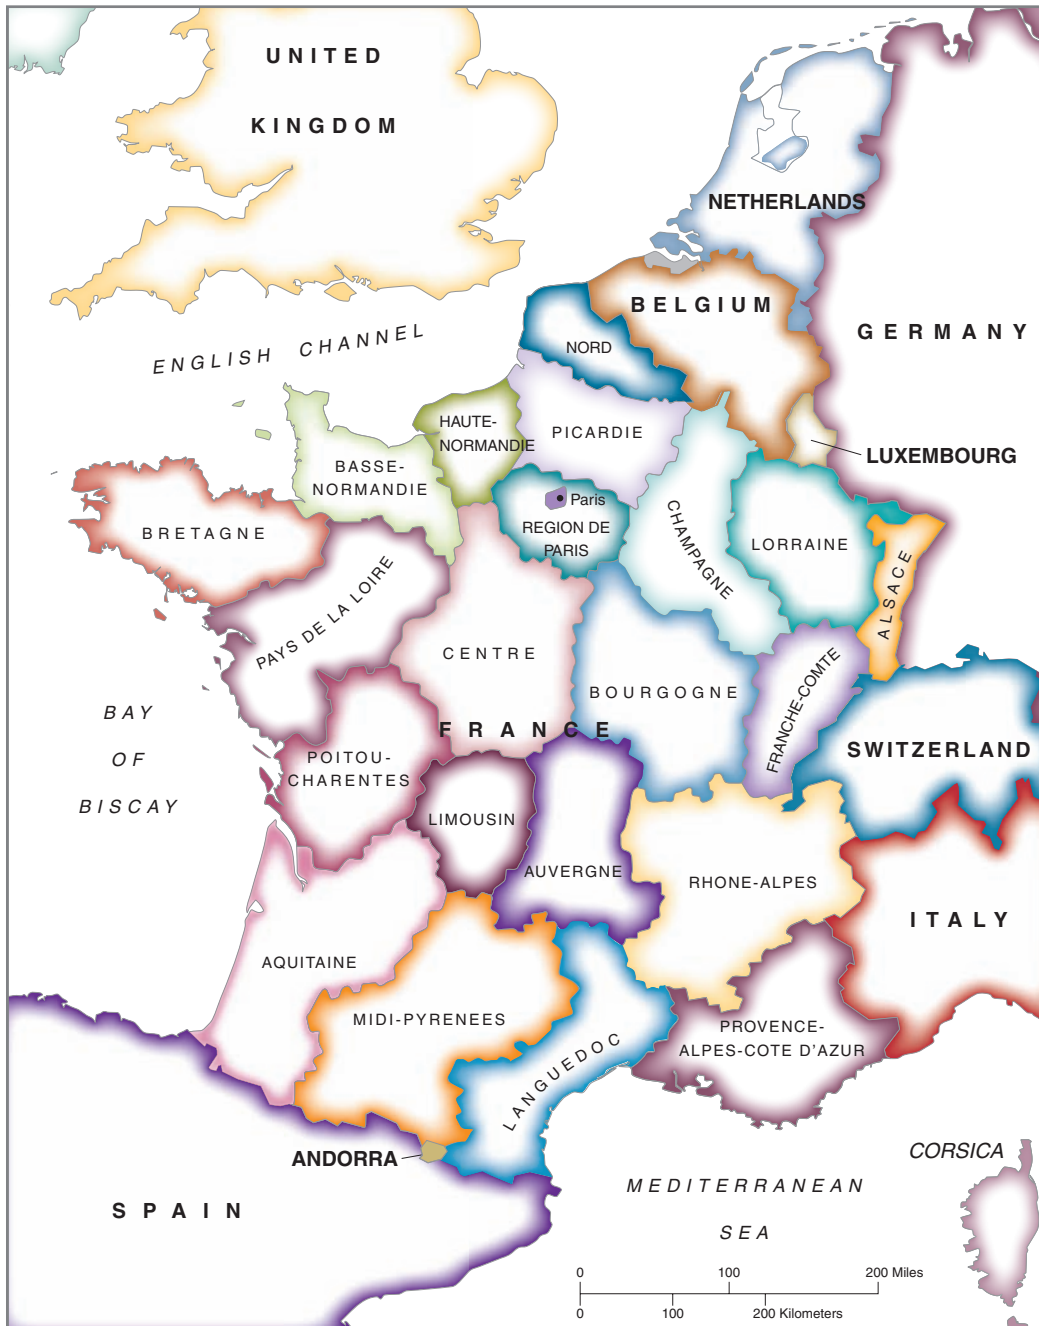 UNITED
KINGDOM
NETHERLANDS
BELGIUM
GERMANY
ENGLISH CHANNEL
NORD
HAUTE-
NORMANDIE
PICARDIE
LUXEMBOURG
BASSE-
NORMANDIE
Paris
REGION DE
PARIS
CHAMPAGNE
LORRAINE
ALSACE
BRETAGNE
PAYS DE LA LOIRE
CENTRE
BOURGOGNE
FRANCHE-COMTE
FRANCE
SWITZERLAND
BAY
OF
BISCAY
POITOU-
CHARENTES
LIMOUSIN
AUVERGNE
RHONE-ALPES
ITALY
AQUITAINE
MIDI-PYRENEES
LANGUEDOC
PROVENCE-
ALPES-COTE D'AZUR
ANDORRA
CORSICA
SPAIN
MEDITERRANEAN
SEA
0 100 200 Miles
0 100 200 Kilometers